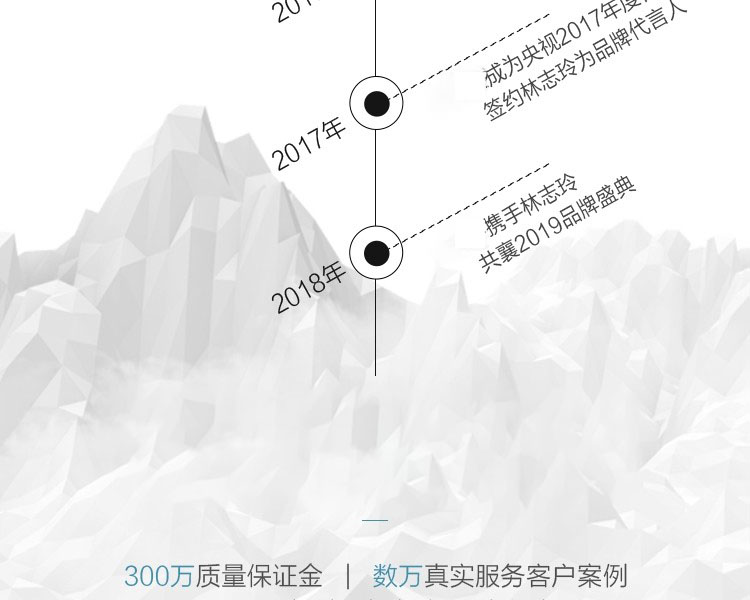 成为央视2017年度
签约林志玲为品牌代言人
2017年
携手林志玲
共襄2019品牌盛典
2018年
300万质量保证金 | 数万真实服务客户案例